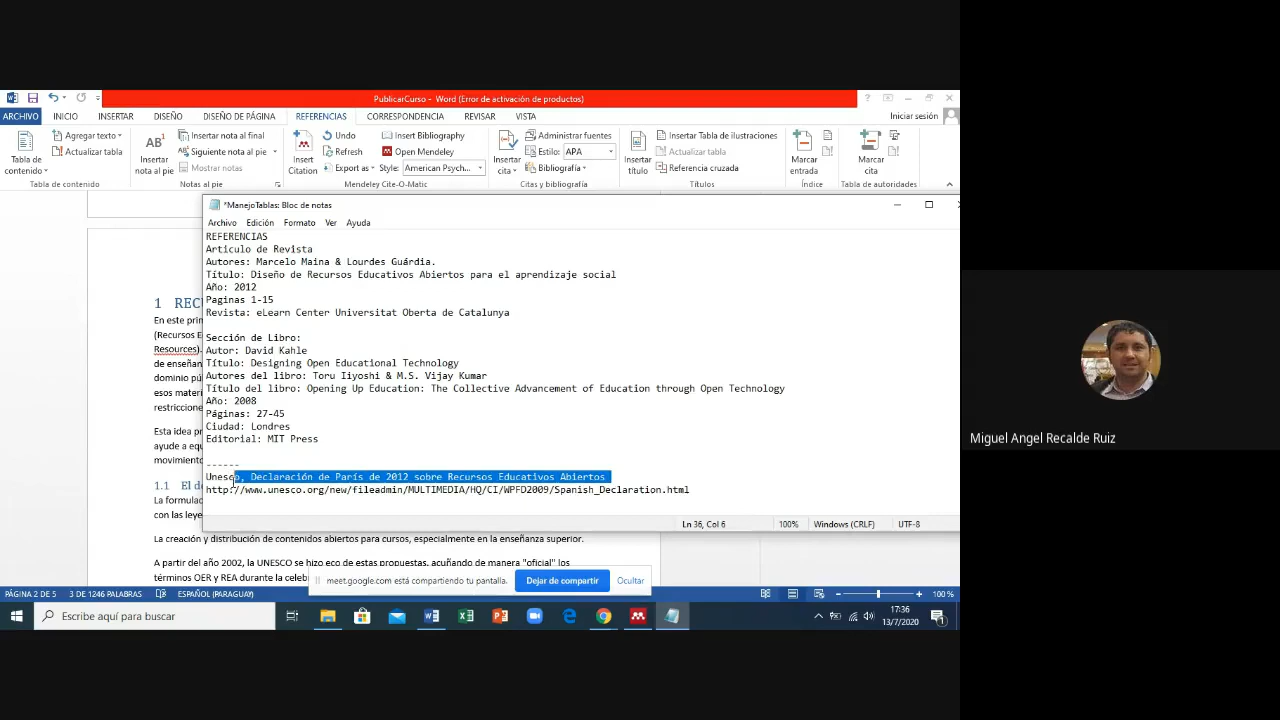 PublicarCurso - Word (Error de activación de productos)
ARCHIVO INICIO INSERTAR DISEÑO DISEÑO DE PÁGINA REFERENCIAS CORRESPONDENCIA REVISAR VISTA Iniciar sesión
Tabla de contenido
Agregar texto
Actualizar tabla
Tabla de contenido
AB¹
Insertar nota al pie
Insertar nota al final
Siguiente nota al pie
Mostrar notas
Notas al pie
Insert Citation
Undo
Refresh
Export as
Insert Bibliography
Open Mendeley
Style: American Psych...
Mendeley Cite-O-Matic
Insertar cita
Administrar fuentes
Estilo: APA
Bibliografía
Citas y bibliografía
Insertar título
Insertar Tabla de ilustraciones
Actualizar tabla
Referencia cruzada
Títulos
Marcar entrada
Índice
Marcar cita
Tabla de autoridades
*ManejoTablas: Bloc de notas
Archivo Edición Formato Ver Ayuda
REFERENCIAS
Articulo de Revista
Autores: Marcelo Maina & Lourdes Guárdia.
Título: Diseño de Recursos Educativos Abiertos para el aprendizaje social
Año: 2012
Paginas 1-15
Revista: eLearn Center Universitat Oberta de Catalunya
Sección de Libro:
Autor: David Kahle
Título: Designing Open Educational Technology
Autores del libro: Toru Iiyoshi & M.S. Vijay Kumar
Título del libro: Opening Up Education: The Collective Advancement of Education through Open Technology
Año: 2008
Páginas: 27-45
Ciudad: Londres
Editorial: MIT Press
------
Unesco, Declaración de París de 2012 sobre Recursos Educativos Abiertos
http://www.unesco.org/new/fileadmin/MULTIMEDIA/HQ/CI/WPFD2009/Spanish_Declaration.html
Ln 36, Col 6 100% Windows (CRLF) UTF-8
1 REC
En este prim
(Recursos E
Resources).
de enseñan
dominio pú
esos materi
restriccione
Esta idea pr
ayude a equ
movimiento
1.1 El d
La formulac
con las leye
La creación y distribución de contenidos abiertos para cursos, especialmente en la enseñanza superior.
A partir del año 2002, la UNESCO se hizo eco de estas propuestas, acuñando de manera "oficial" los
términos OER y REA durante la celeb
meet.google.com está compartiendo tu pantalla. Dejar de compartir Ocultar
PÁGINA 2 DE 5 3 DE 1246 PALABRAS ESPAÑOL (PARAGUAY) 100 %
Escribe aquí para buscar
17:36
13/7/2020
1
Miguel Angel Recalde Ruiz